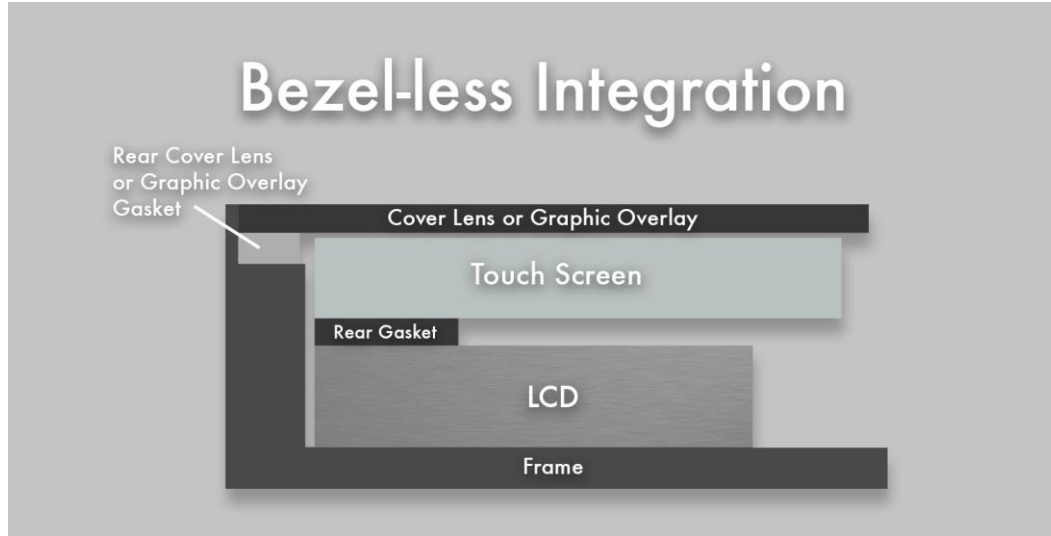 Bezel-less Integration
Rear Cover Lens
or Graphic Overlay
Gasket
Cover Lens or Graphic Overlay
Touch Screen
Rear Gasket
LCD
Frame